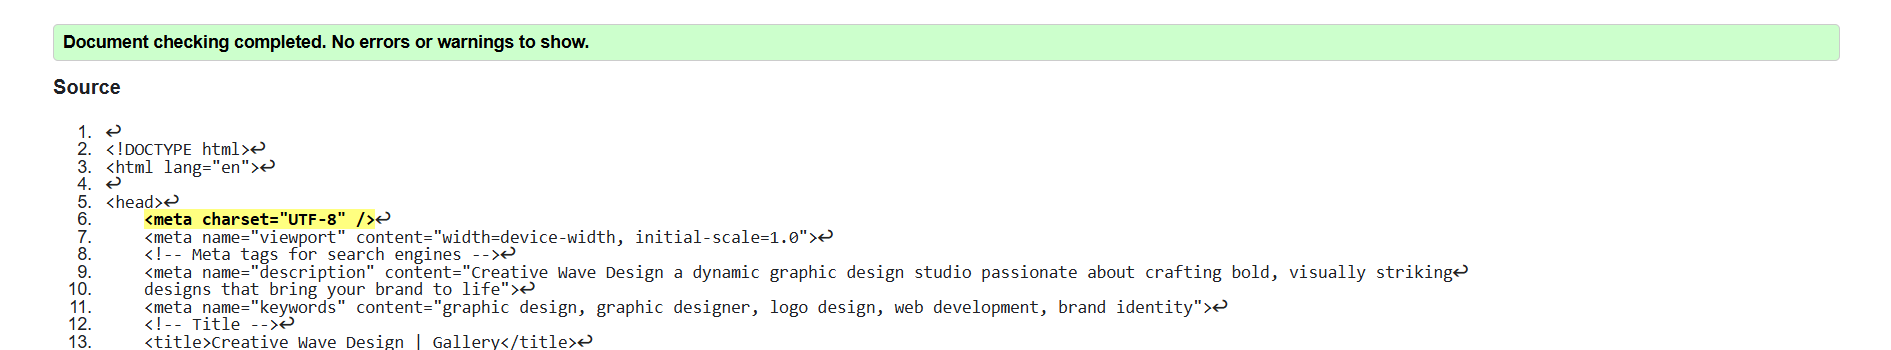 Document checking completed. No errors or warnings to show.
Source
1. ↩
2. <!DOCTYPE html>↩
3. <html lang="en">↩
4. ↩
5. <head>↩
6. <meta charset="UTF-8" />↩
7. <meta name="viewport" content="width=device-width, initial-scale=1.0">↩
8. <!-- Meta tags for search engines -->↩
9. <meta name="description" content="Creative Wave Design a dynamic graphic design studio passionate about crafting bold, visually striking↩
10. designs that bring your brand to life">↩
11. <meta name="keywords" content="graphic design, graphic designer, logo design, web development, brand identity">↩
12. <!-- Title -->↩
13. <title>Creative Wave Design | Gallery</title>↩